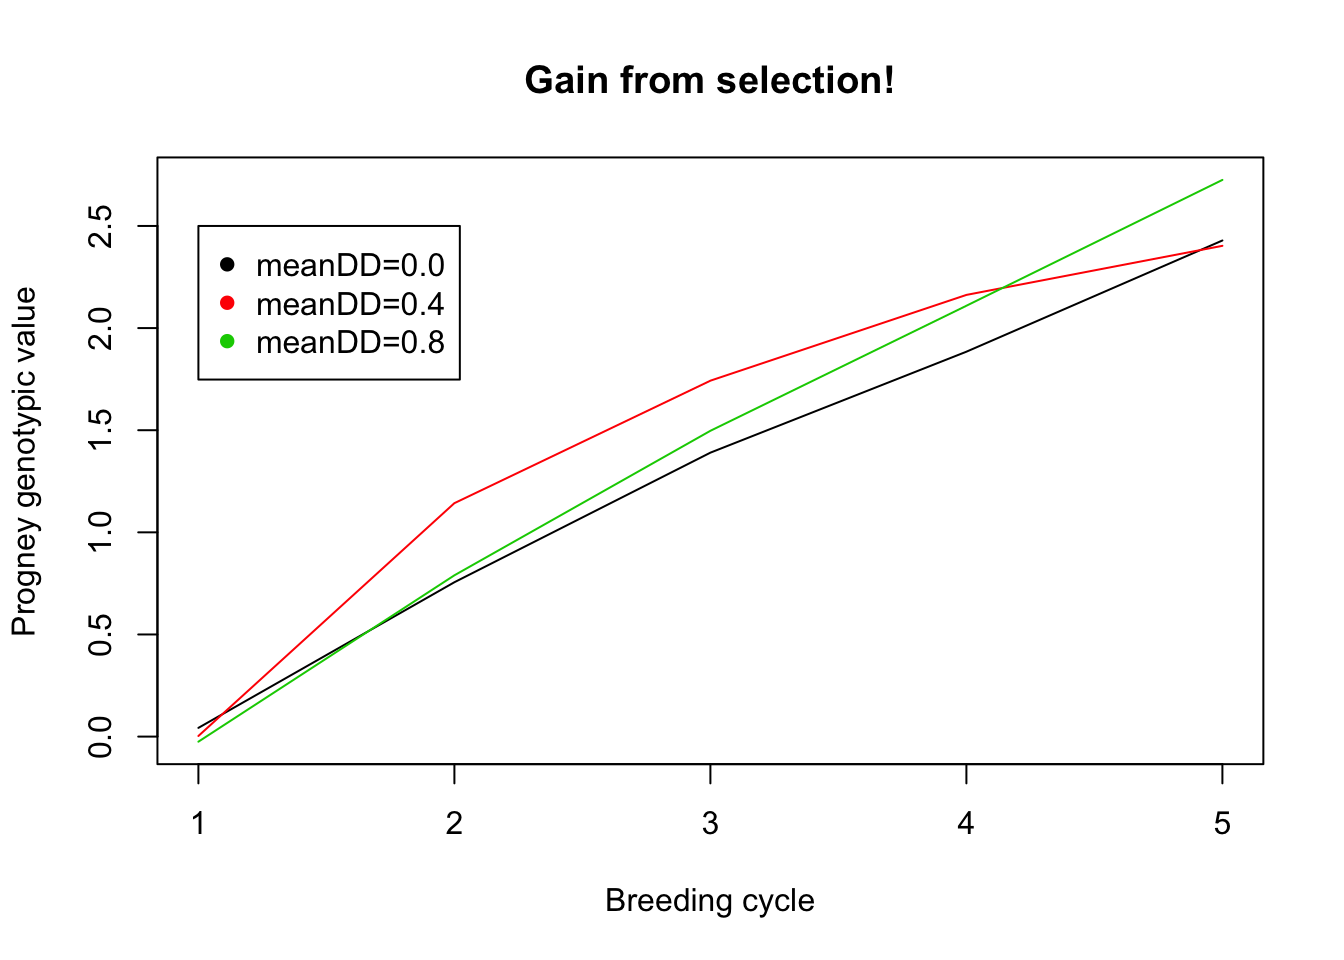 Gain from selection!
Progney genotypic value
2.5
2.0
1.5
1.0
0.5
0.0
meanDD=0.0
meanDD=0.4
meanDD=0.8
1 2 3 4 5
Breeding cycle